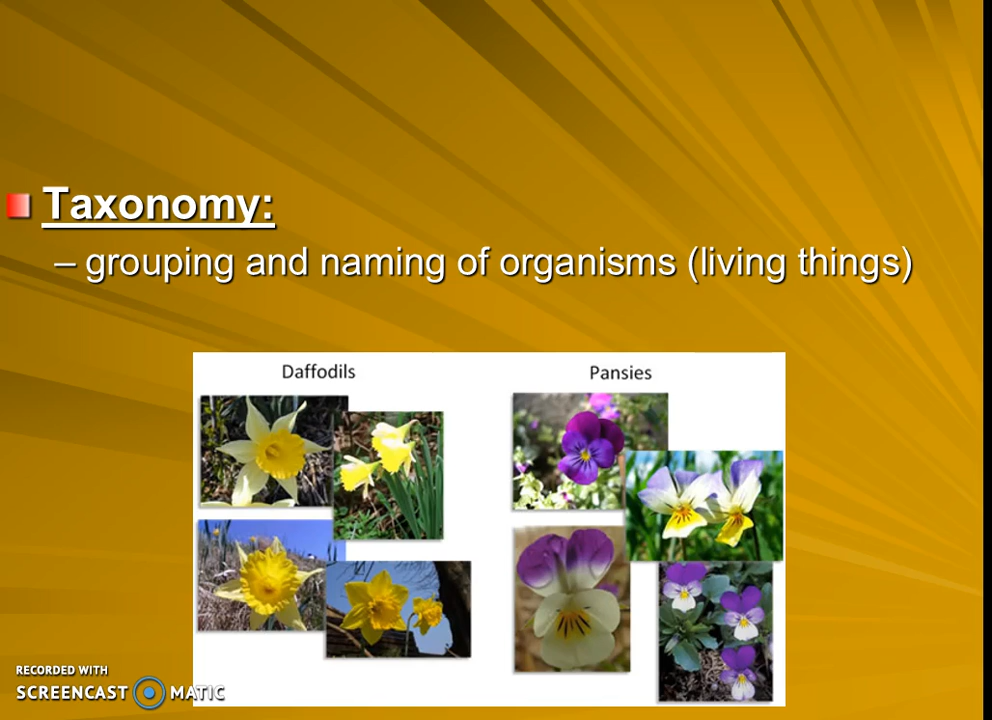 Taxonomy:
– grouping and naming of organisms (living things)
Daffodils
Pansies
RECORDED WITH
SCREENCAST MATIC